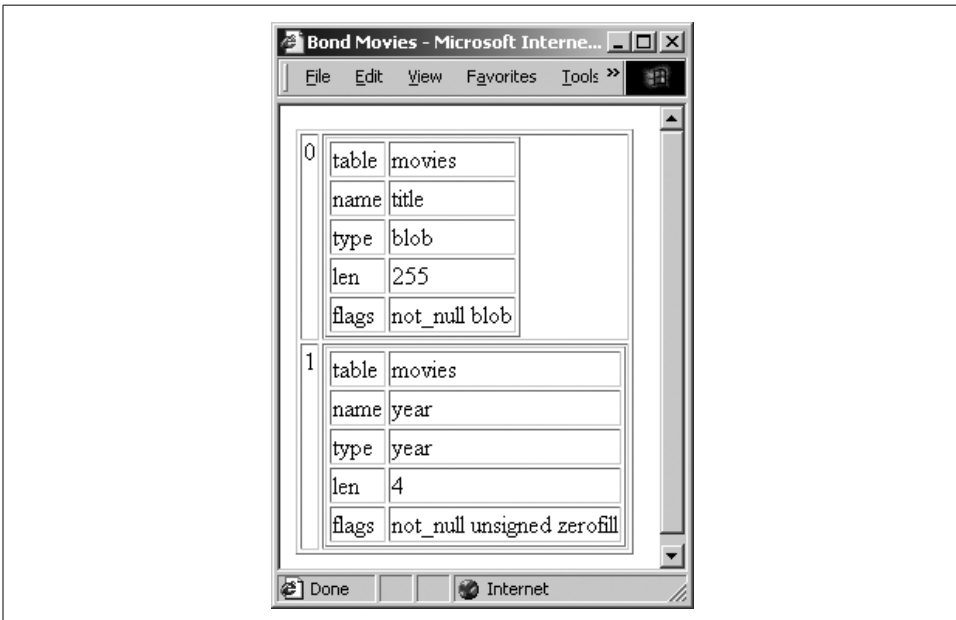 Bond Movies - Microsoft Interne...
File Edit View Favorites Tools »
0
table movies
name title
type blob
len 255
flags not_null blob
1
table movies
name year
type year
len 4
flags not_null unsigned zerofill
Done Internet